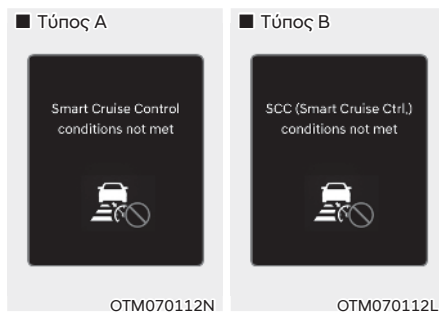 ■ Τύπος A
Smart Cruise Control
conditions not met
OTM070112N
■ Τύπος B
SCC (Smart Cruise Ctrl.)
conditions not met
OTM070112L